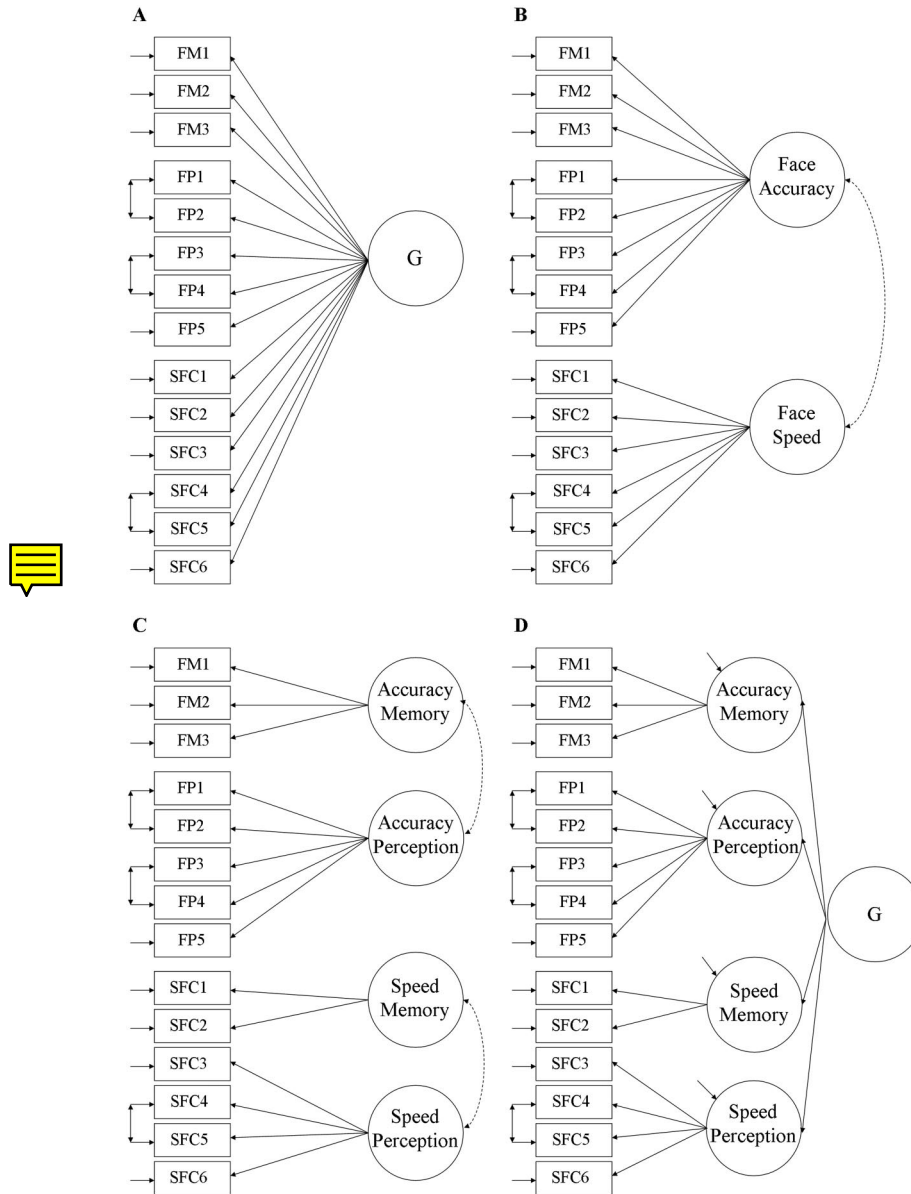 A
FM1
FM2
FM3
FP1
FP2
FP3
FP4
FP5
SFC1
SFC2
SFC3
SFC4
SFC5
SFC6
G
B
FM1
FM2
FM3
FP1
FP2
FP3
FP4
FP5
SFC1
SFC2
SFC3
SFC4
SFC5
SFC6
Face
Accuracy
Face
Speed
C
FM1
FM2
FM3
FP1
FP2
FP3
FP4
FP5
SFC1
SFC2
SFC3
SFC4
SFC5
SFC6
Accuracy
Memory
Accuracy
Perception
Speed
Memory
Speed
Perception
D
FM1
FM2
FM3
FP1
FP2
FP3
FP4
FP5
SFC1
SFC2
SFC3
SFC4
SFC5
SFC6
Accuracy
Memory
Accuracy
Perception
Speed
Memory
Speed
Perception
G